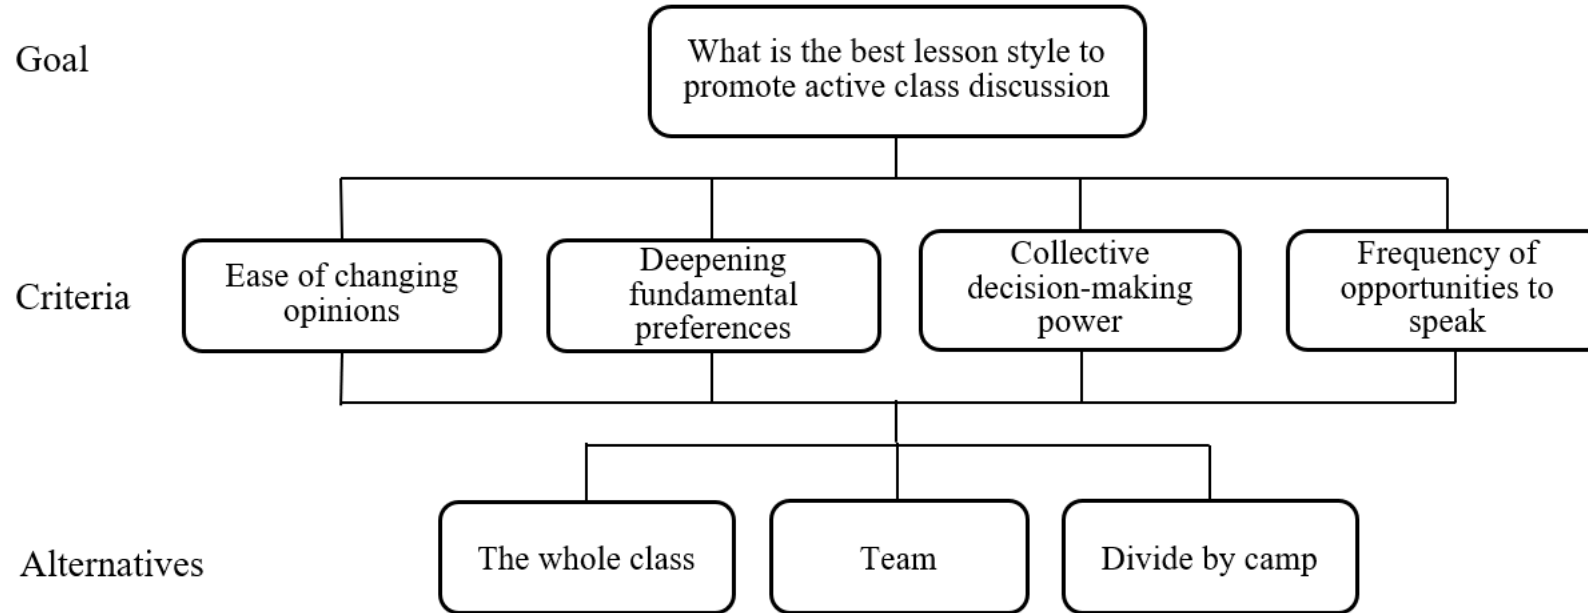 Goal
What is the best lesson style to
promote active class discussion
Criteria
Ease of changing
opinions
Deepening
fundamental
preferences
Collective
decision-making
power
Frequency of
opportunities to
speak
Alternatives
The whole class
Team
Divide by camp